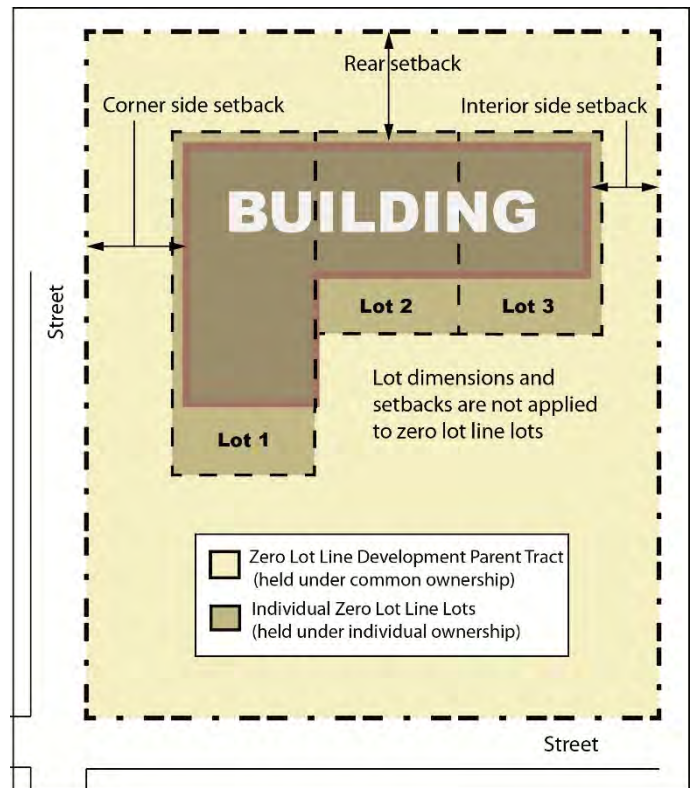 Rear setback
Corner side setback
Interior side setback
BUILDING
Street
Lot 2
Lot 3
Lot dimensions and
setbacks are not applied
to zero lot line lots
Lot 1
Zero Lot Line Development Parent Tract
(held under common ownership)
Individual Zero Lot Line Lots
(held under individual ownership)
Street